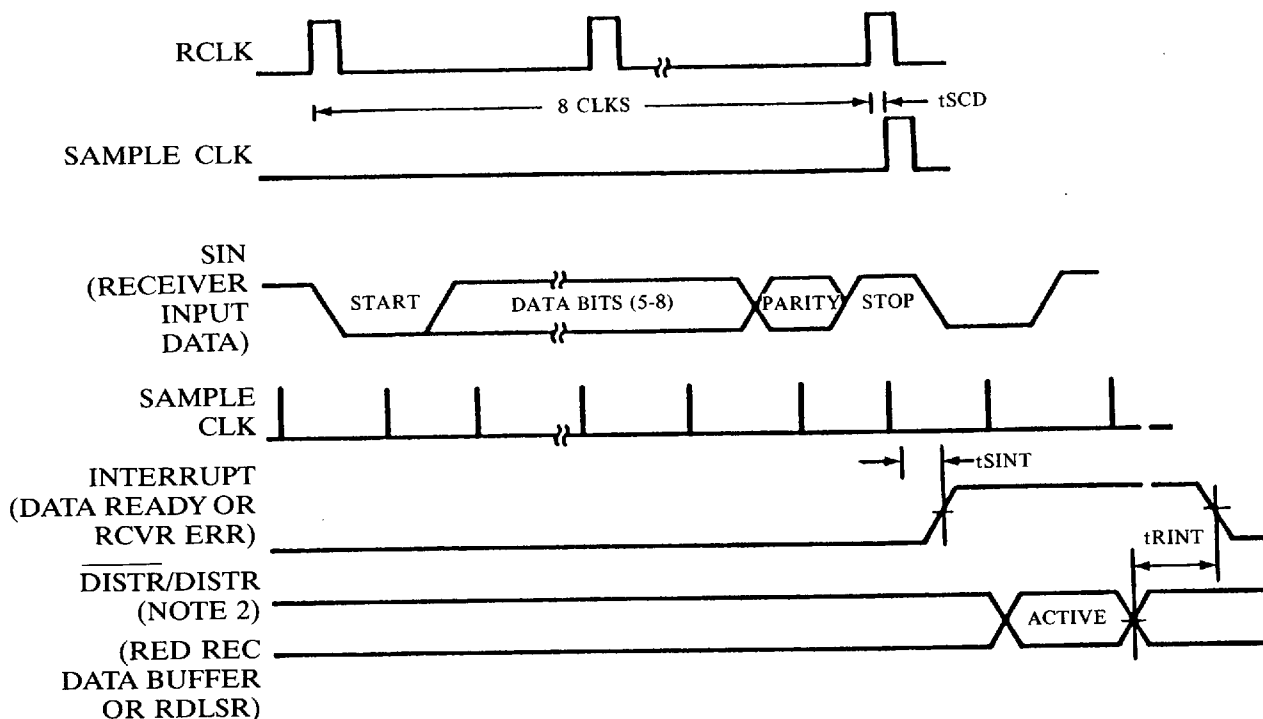 RCLK
8 CLKS
tSCD
SAMPLE CLK
SIN
(RECEIVER
INPUT
DATA)
START
DATA BITS (5-8)
PARITY
STOP
SAMPLE
CLK
tSINT
INTERRUPT
(DATA READY OR
RCVR ERR)
tRINT
DISTR/DISTR
(NOTE 2)
ACTIVE
(RED REC
DATA BUFFER
OR RDLSR)